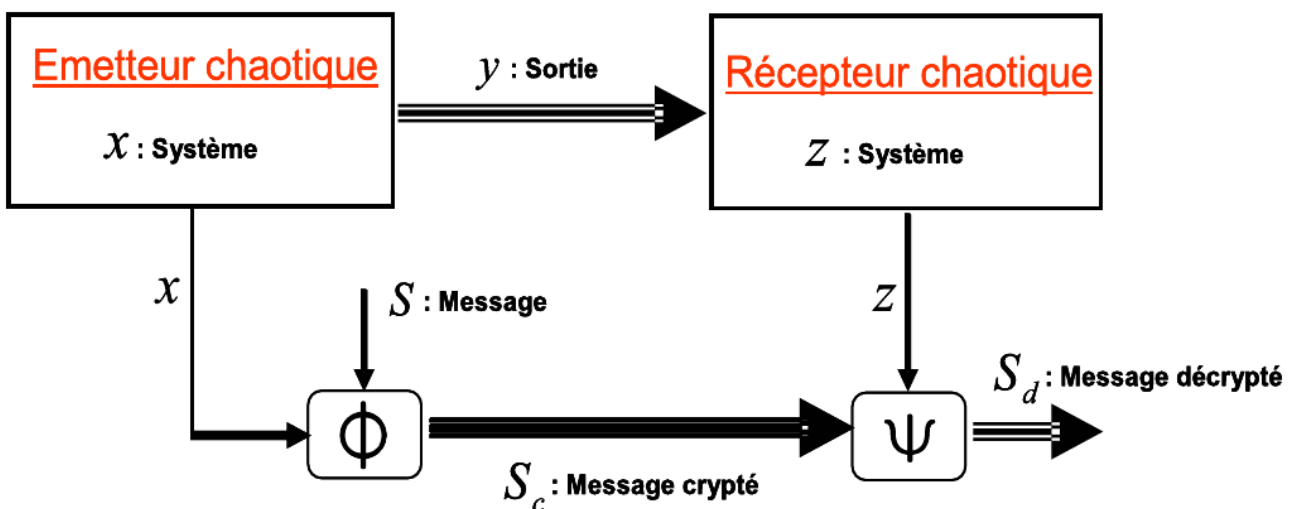 Emetteur chaotique
y : Sortie
Récepteur chaotique
x : Système
z : Système
x
S : Message
z
S_d : Message décrypté
ϕ
ψ
S_c : Message crypté